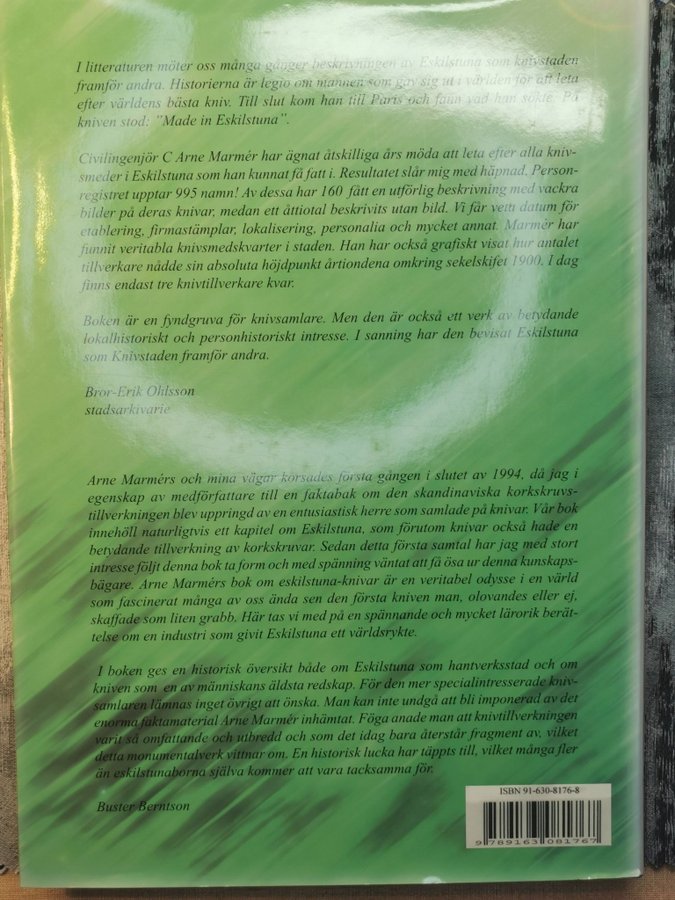 I litteraturen möter oss många gånger beskrivningen av Eskilstuna som knivstaden
framför andra. Historierna är legio om mannen som gav sig ut i världen för att leta
efter världens bästa kniv. Till slut kom han till Paris och fann vad han sökte. På
kniven stod: "Made in Eskilstuna".
Civilingenjör C Arne Marmér har ägnat åtskilliga års möda att leta efter alla kniv-
smeder i Eskilstuna som han kunnat få fatt i. Resultatet slår mig med häpnad. Person-
registret upptar 995 namn! Av dessa har 160 fått en utförlig beskrivning med vackra
bilder på deras knivar, medan ett åttiotal beskrivits utan bild. Vi får veta datum för
etablering, firmastämplar, lokalisering, personalia och mycket annat. Marmér har
funnit veritabla knivsmedskvarter i staden. Han har också grafiskt visat hur antalet
tillverkare nådde sin absoluta höjdpunkt årtiondena omkring sekelskifet 1900. I dag
finns endast tre knivtillverkare kvar.
Boken är en fyndgruva för knivsamlare. Men den är också ett verk av betydande
lokalhistoriskt och personhistoriskt intresse. I sanning har den bevisat Eskilstuna
som Knivstaden framför andra.
Bror-Erik Ohlsson
stadsarkivarie
Arne Marmérs och mina vägar korsades första gången i slutet av 1994, då jag i
egenskap av medförfattare till en faktabok om den skandinaviska korkskruvs-
tillverkningen blev uppringd av en entusiastisk herre som samlade på knivar. Vår bok
innehöll naturligtvis ett kapitel om Eskilstuna, som förutom knivar också hade en
betydande tillverkning av korkskruvar. Sedan detta första samtal har jag med stort
intresse följt denna bok ta form och med spänning väntat att få ösa ur denna kunskaps-
bägare. Arne Marmérs bok om eskilstuna-knivar är en veritabel odysse i en värld
som fascinerat många av oss ända sen den första kniven man, olovandes eller ej,
skaffade som liten grabb. Här tas vi med på en spännande och mycket lärorik berät-
telse om en industri som givit Eskilstuna ett världsrykte.
I boken ges en historisk översikt både om Eskilstuna som hantverksstad och om
kniven som en av människans äldsta redskap. För den mer specialintresserade kniv-
samlaren lämnas inget övrigt att önska. Man kan inte undgå att bli imponerad av det
enorma faktamaterial Arne Marmér inhämtat. Föga anade man att knivtillverkningen
varit så omfattande och utbredd och som det idag bara återstår fragment av, vilket
detta monumentalverk vittnar om. En historisk lucka har täppts till, vilket många fler
än eskilstunaborna själva kommer att vara tacksamma för.
Buster Berntson
ISBN 91-630-8176-8
9 789163 081767